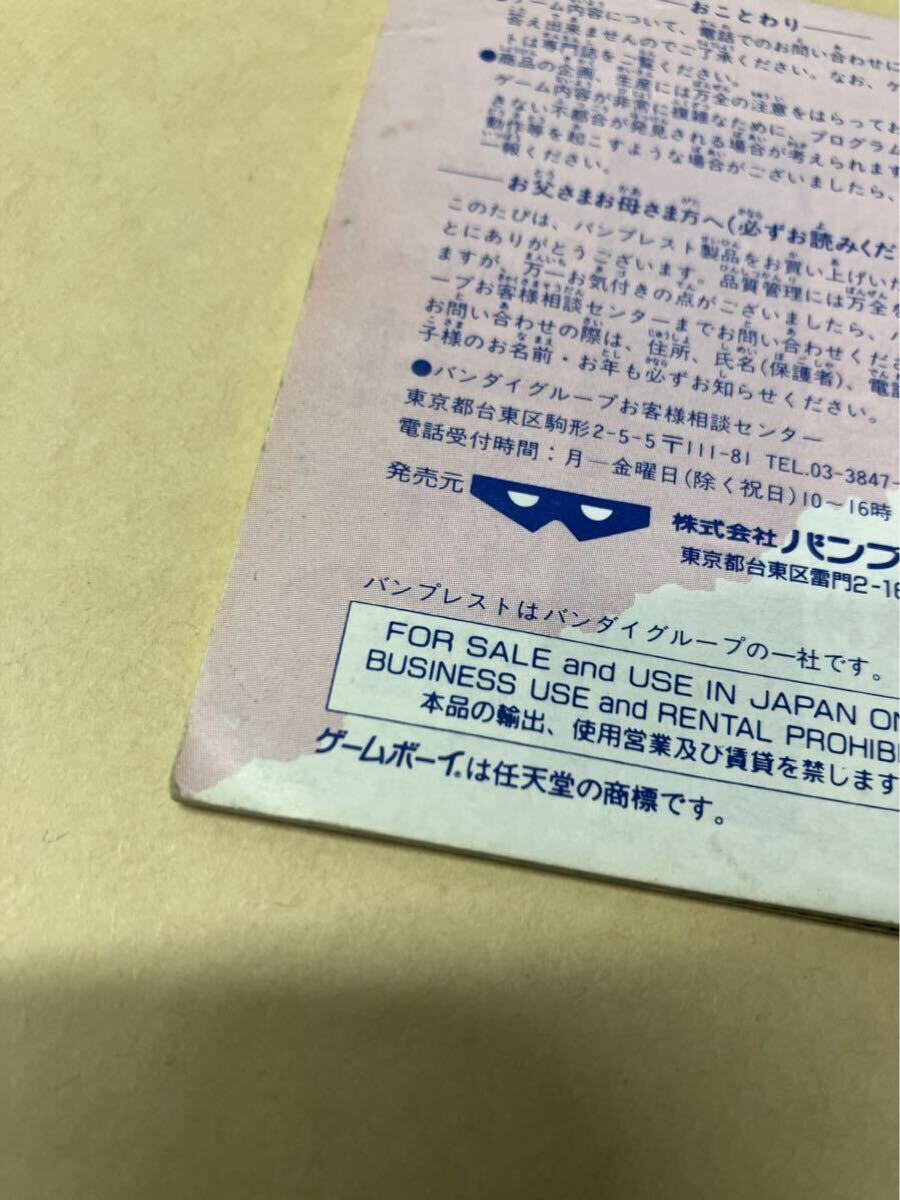 おことわり
●ゲーム内容について、電話でのお問い合わせに
答え出来ませんのでご了承ください。なお、ゲ
トは専門誌をご覧ください。
●商品の企画、生産には万全の注意をはらってお
ゲーム内容が非常に複雑なために、プログラム
きない不都合が発見される場合が考えられます
動作等を起こすような場合がございましたら、
一報ください。
お父さまお母さま方へ(必ずお読みくだ
このたびは、バンプレスト製品をお買い上げいた
とにありがとうございます。品質管理には万全を
ますが、万一お気付きの点がございましたら、バ
ープお客様相談センターまでお問い合わせくださ
お問い合わせの際は、住所、氏名(保護者)、電話
子様のお名前・お年も必ずお知らせください。
●バンダイグループお客様相談センター
東京都台東区駒形2-5-5〒111-81 TEL.03-3847-
電話受付時間：月—金曜日(除く祝日)10～16時
発売元 株式会社 バンプ
東京都台東区雷門2-16
バンプレストはバンダイグループの一社です。
FOR SALE and USE IN JAPAN ON
BUSINESS USE and RENTAL PROHIBI
本品の輸出、使用営業及び賃貸を禁します
ゲームボーイ®は任天堂の商標です。